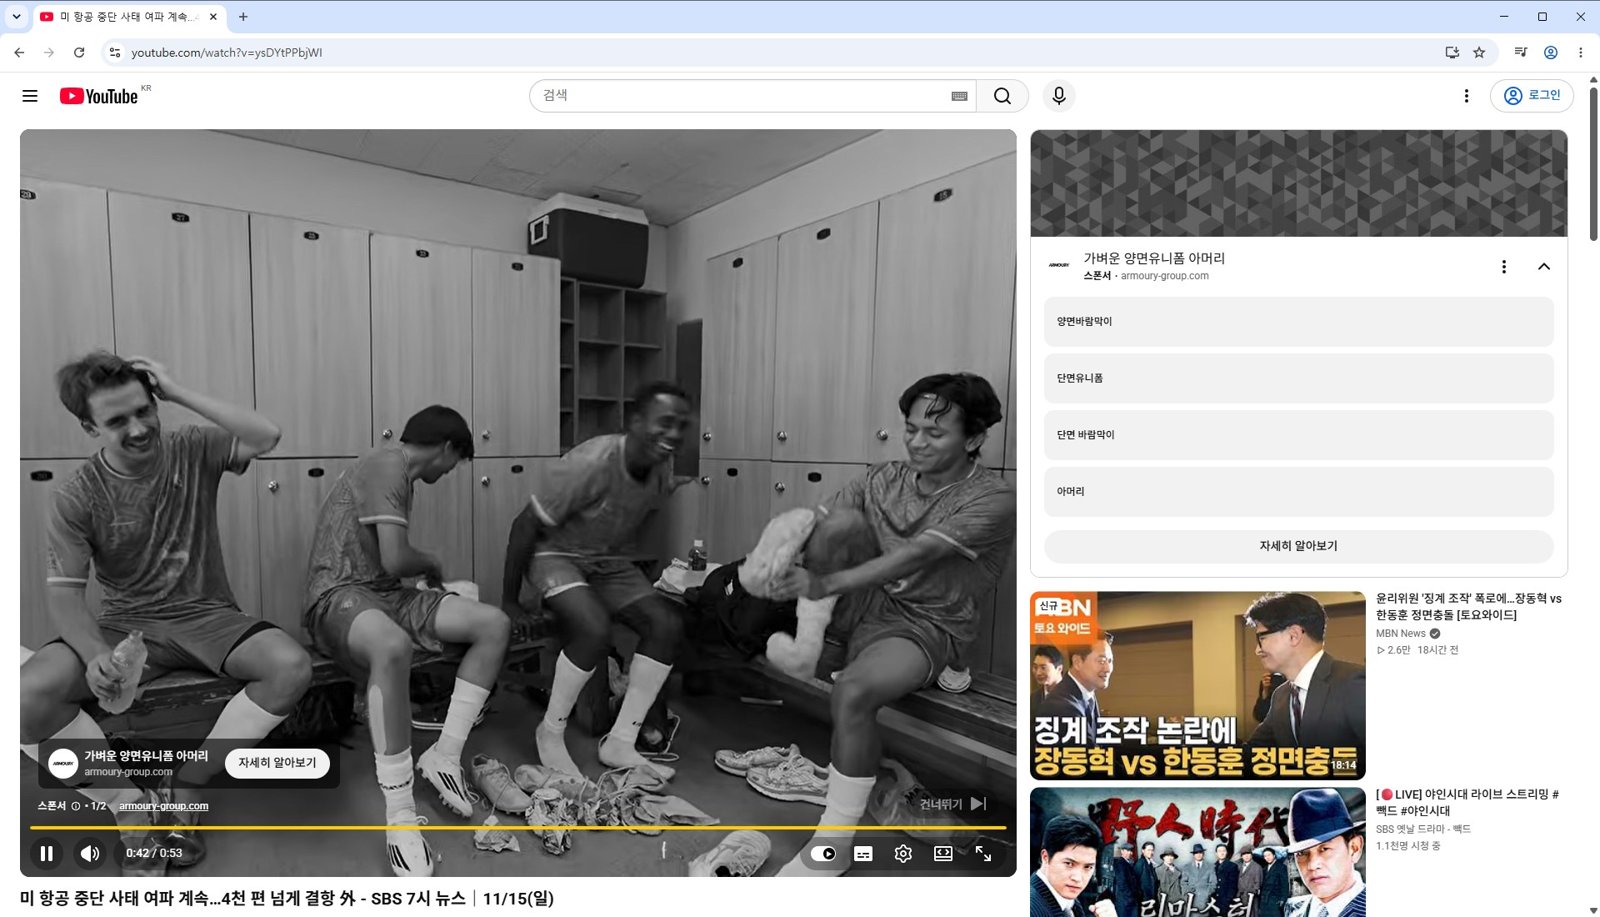 미 항공 중단 사태 여파 계속...4
youtube.com/watch?v=ysDYtPPbjWI
YouTube KR
검색
로그인
28
27
15
가벼운 양면유니폼 아머리
armoury-group.com
자세히 알아보기
스폰서 · 1/2 armoury-group.com
건너뛰기
0:42 / 0:53
미 항공 중단 사태 여파 계속...4천 편 넘게 결항 外 - SBS 7시 뉴스│11/15(일)
ARMOURY
가벼운 양면유니폼 아머리
스폰서 · armoury-group.com
양면바람막이
단면유니폼
단면 바람막이
아머리
자세히 알아보기
신규
MBN
토요 와이드
징계 조작 논란에
장동혁 vs 한동훈 정면충돌
18:14
윤리위원 '징계 조작' 폭로에...장동혁 vs
한동훈 정면충돌 [토요와이드]
MBN News
2.6만 18시간 전
野人時代
리마스터
[🔴LIVE] 야인시대 라이브 스트리밍 #
빽드 #야인시대
SBS 옛날 드라마 - 빽드
1.1천명 시청 중